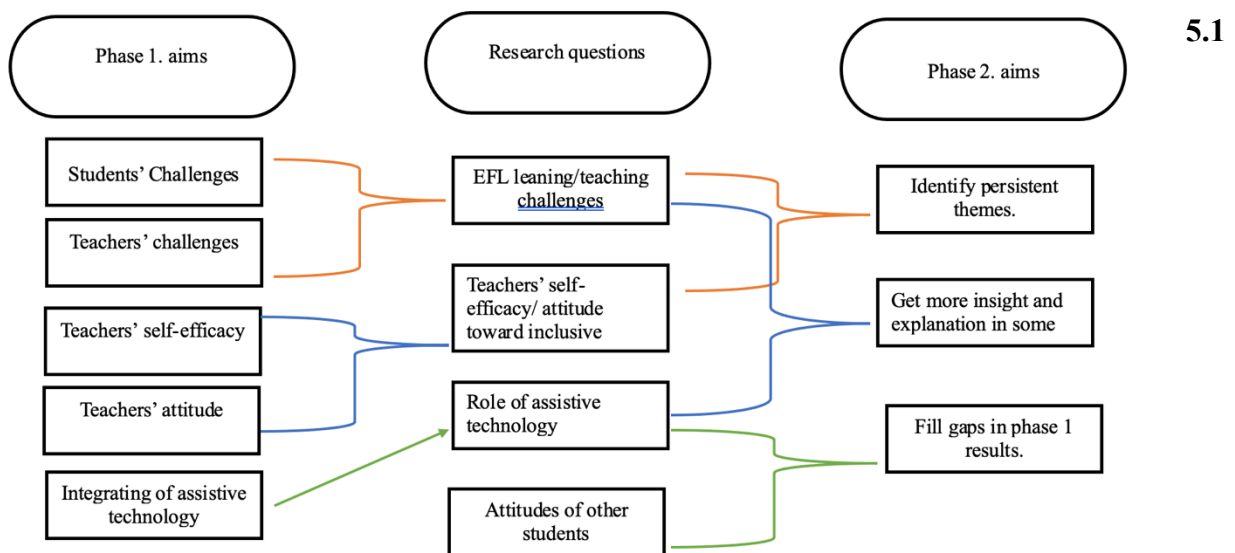 5.1
Phase 1. aims
Research questions
Phase 2. aims
Students’ Challenges
Teachers’ challenges
Teachers’ self-efficacy
Teachers’ attitude
Integrating of assistive
technology
EFL leaning/teaching
challenges
Teachers’ self-
efficacy/ attitude
toward inclusive
Role of assistive
technology
Attitudes of other
students
Identify persistent
themes.
Get more insight and
explanation in some
Fill gaps in phase 1
results.